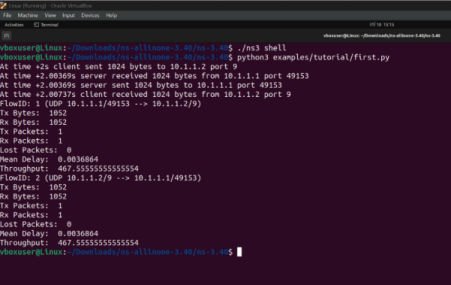 Linux [Running] - Oracle VirtualBox
File Machine View Input Devices Help
Activities Terminal
vboxuser@Linux: ~/Downloads/ns-allinone-3.40/ns-3.40
vboxuser@Linux:~/Downloads/ns-allinone-3.40/ns-3.40$ ./ns3 shell
vboxuser@Linux:~/Downloads/ns-allinone-3.40/ns-3.40$ python3 examples/tutorial/first.py
At time +2s client sent 1024 bytes to 10.1.1.2 port 9
At time +2.00369s server received 1024 bytes from 10.1.1.1 port 49153
At time +2.00369s server sent 1024 bytes to 10.1.1.1 port 49153
At time +2.00737s client received 1024 bytes from 10.1.1.2 port 9
FlowID: 1 (UDP 10.1.1.1/49153 --> 10.1.1.2/9)
Tx Bytes: 1052
Rx Bytes: 1052
Tx Packets: 1
Rx Packets: 1
Lost Packets: 0
Mean Delay: 0.0036864
Throughput: 467.55555555555554
FlowID: 2 (UDP 10.1.1.2/9 --> 10.1.1.1/49153)
Tx Bytes: 1052
Rx Bytes: 1052
Tx Packets: 1
Rx Packets: 1
Lost Packets: 0
Mean Delay: 0.0036864
Throughput: 467.55555555555554
vboxuser@Linux:~/Downloads/ns-allinone-3.40/ns-3.40$